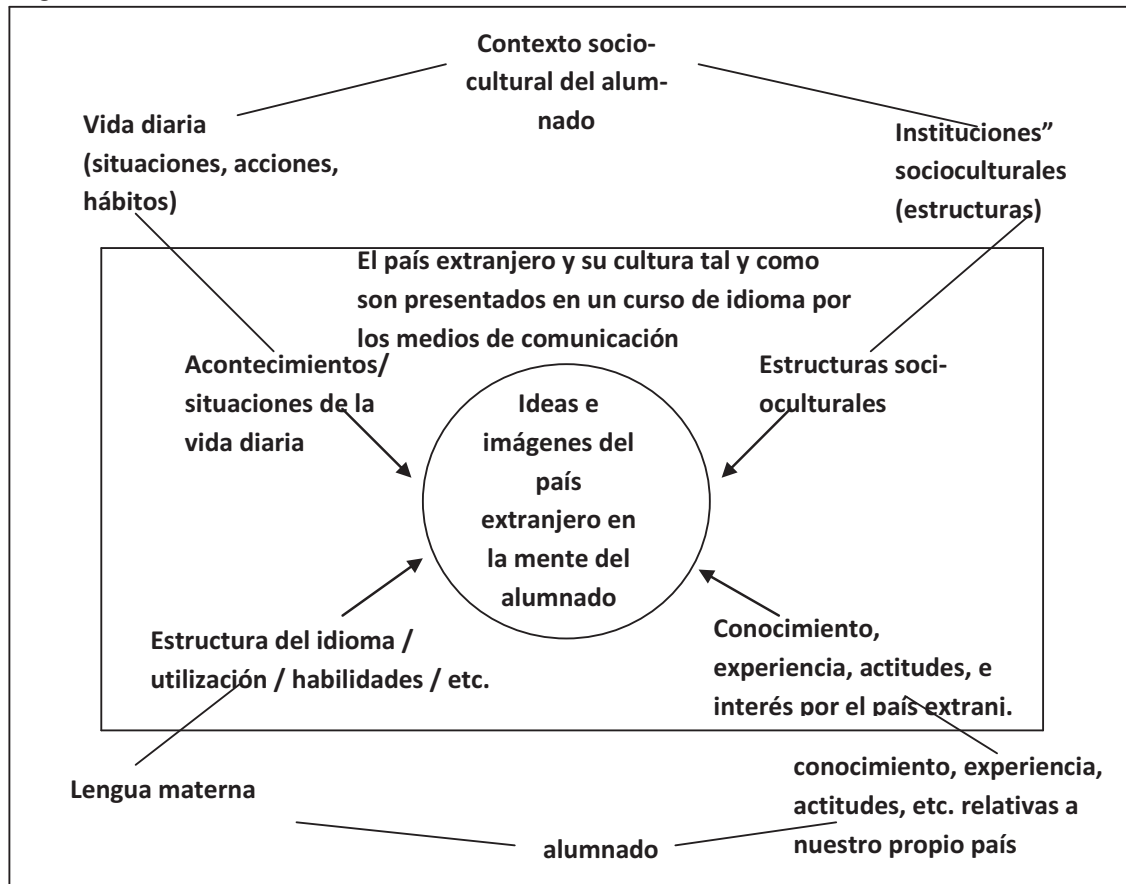 Contexto socio-
cultural del alum-
nado
Vida diaria
(situaciones, acciones,
hábitos)
Instituciones”
socioculturales
(estructuras)
El país extranjero y su cultura tal y como
son presentados en un curso de idioma por
los medios de comunicación
Acontecimientos/
situaciones de la
vida diaria
Estructuras soci-
oculturales
Ideas e
imágenes del
país
extranjero en
la mente del
alumnado
Estructura del idioma /
utilización / habilidades / etc.
Conocimiento,
experiencia, actitudes, e
interés por el país extranj.
Lengua materna
conocimiento, experiencia,
actitudes, etc. relativas a
nuestro propio país
alumnado